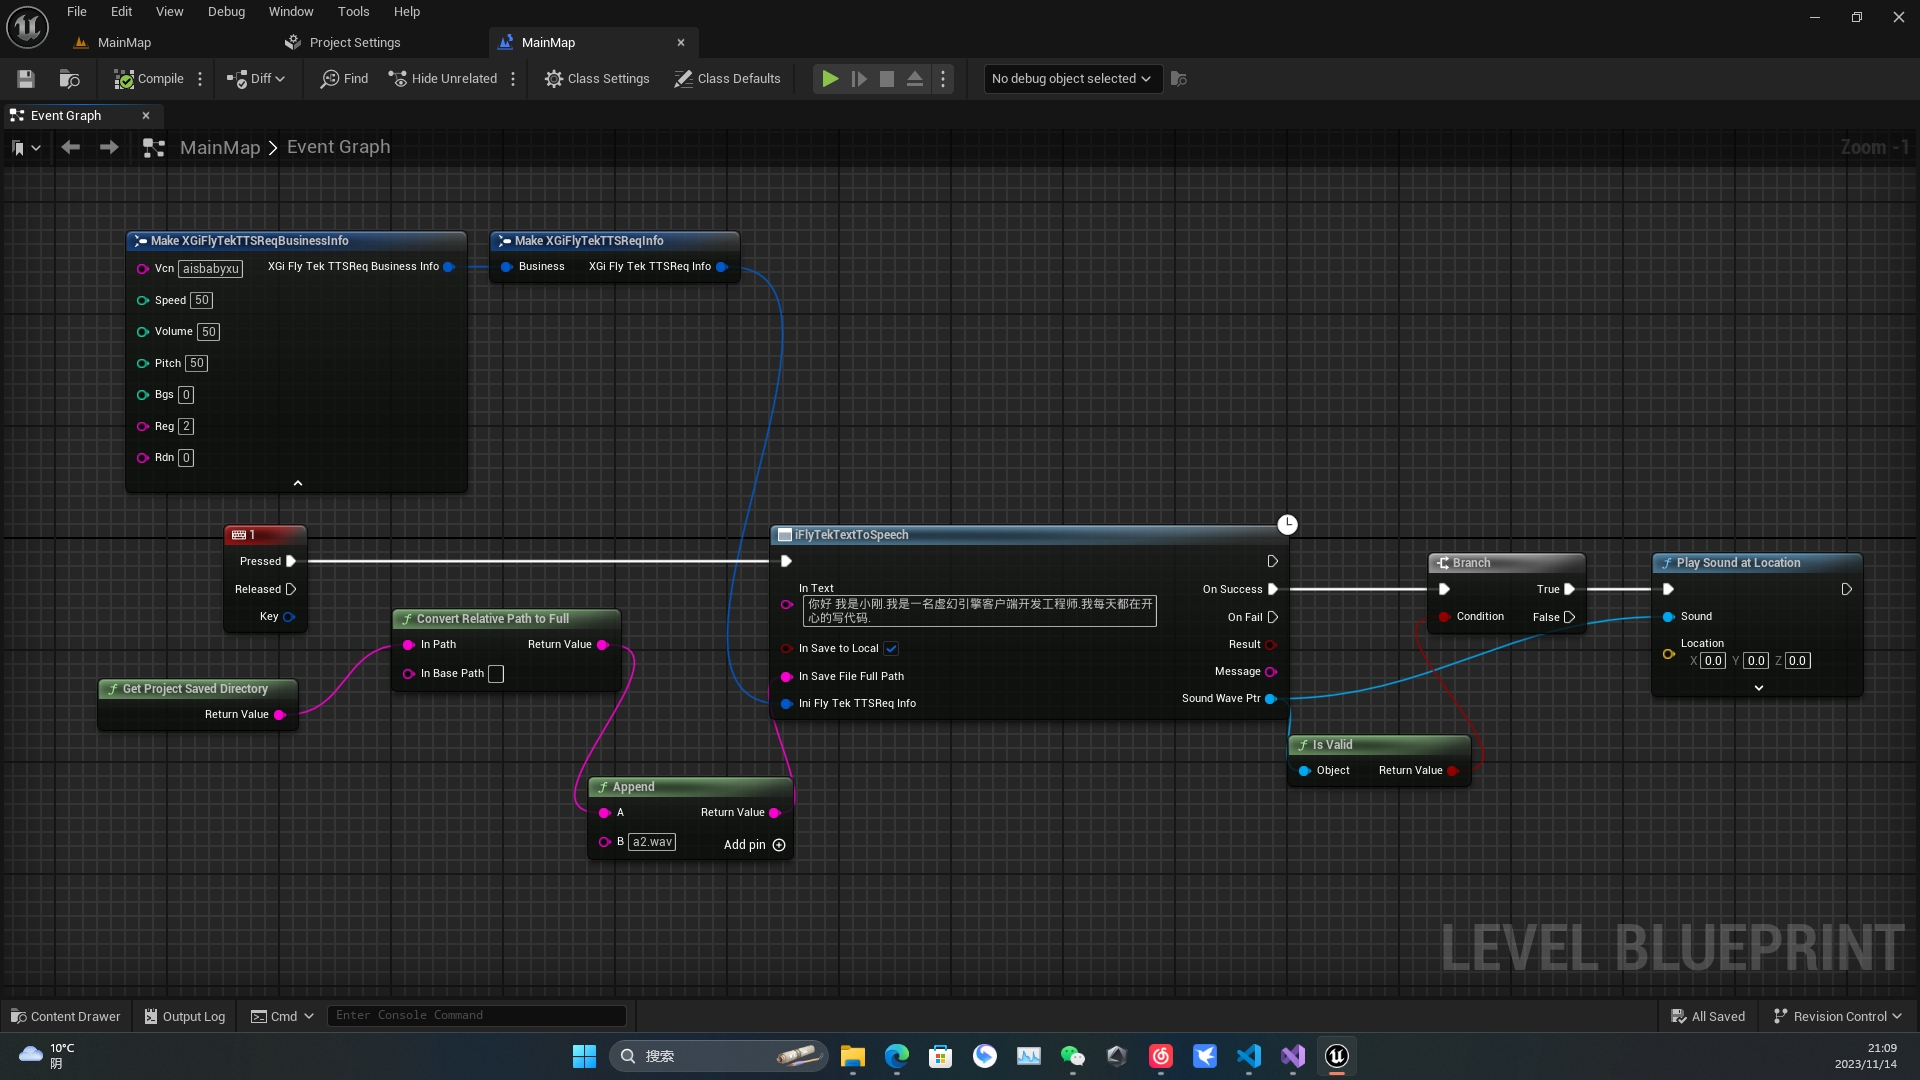 File Edit View Debug Window Tools Help
MainMap Project Settings MainMap
Compile Diff Find Hide Unrelated Class Settings Class Defaults No debug object selected
Event Graph
MainMap > Event Graph Zoom -1
Make XGiFlyTekTTSReqBusinessInfo
Vcn aisbabyxu XGi Fly Tek TTSReq Business Info
Speed 50
Volume 50
Pitch 50
Bgs 0
Reg 2
Rdn 0
Make XGiFlyTekTTSReqInfo
Business XGi Fly Tek TTSReq Info
1
Pressed
Released
Key
Get Project Saved Directory
Return Value
Convert Relative Path to Full
In Path Return Value
In Base Path
Append
A Return Value
B a2.wav Add pin
iFlyTekTextToSpeech
In Text
你好 我是小刚.我是一名虚幻引擎客户端开发工程师.我每天都在开
心的写代码.
In Save to Local
In Save File Full Path
Ini Fly Tek TTSReq Info
On Success
On Fail
Result
Message
Sound Wave Ptr
Is Valid
Object Return Value
Branch
True
Condition False
Play Sound at Location
Sound
Location
X 0.0 Y 0.0 Z 0.0
LEVEL BLUEPRINT
Content Drawer Output Log Cmd Enter Console Command All Saved Revision Control
10°C
阴
搜索
21:09
2023/11/14